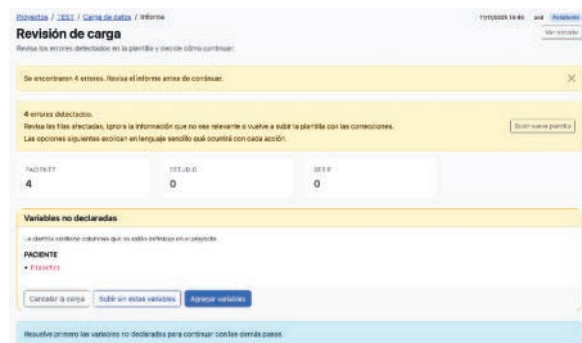 Proyectos / TEST / Carga de datos / Informe
Revisión de carga
Revisa los errores detectados en la plantilla y decide cómo continuar.
Se encontraron 4 errores. Revisa el informe antes de continuar.
4 errores detectados.
Revisa las filas afectadas, ignora la información que no sea relevante o vuelve a subir la plantilla con las correcciones.
Subir nueva plantilla
Las opciones siguientes explican en lenguaje sencillo qué ocurrirá con cada acción.
PACIENTE
ESTUDIO
SERIE
4
0
0
Variables no declaradas
La plantilla contiene columnas que no están definidas en el proyecto.
PACIENTE
Cancelar la carga
Subir sin estas variables
Agregar variables
Resuelve primero las variables no declaradas para continuar con los demás pasos.